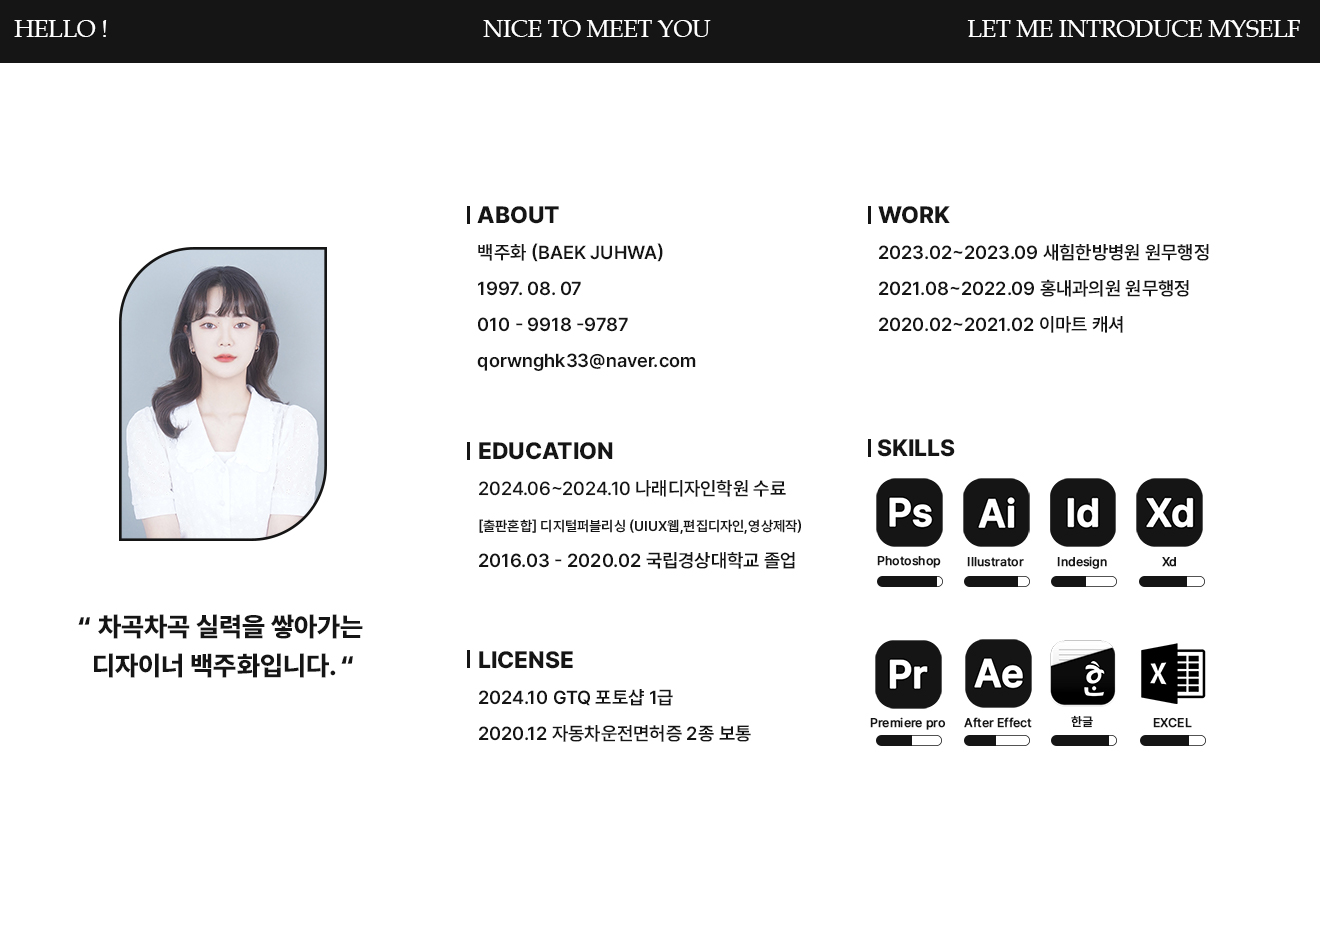 HELLO !
NICE TO MEET YOU
LET ME INTRODUCE MYSELF
“ 차곡차곡 실력을 쌓아가는
디자이너 백주화입니다. “
ABOUT
백주화 (BAEK JUHWA)
1997. 08. 07
010 - 9918 -9787
qorwnghk33@naver.com
EDUCATION
2024.06~2024.10 나래디자인학원 수료
[출판혼합] 디지털퍼블리싱 (UIUX웹,편집디자인,영상제작)
2016.03 - 2020.02 국립경상대학교 졸업
LICENSE
2024.10 GTQ 포토샵 1급
2020.12 자동차운전면허증 2종 보통
WORK
2023.02~2023.09 새힘한방병원 원무행정
2021.08~2022.09 홍내과의원 원무행정
2020.02~2021.02 이마트 캐셔
SKILLS
Ps Ai Id Xd
Photoshop Illustrator Indesign Xd
Pr Ae 한 X
Premiere pro After Effect 한글 EXCEL